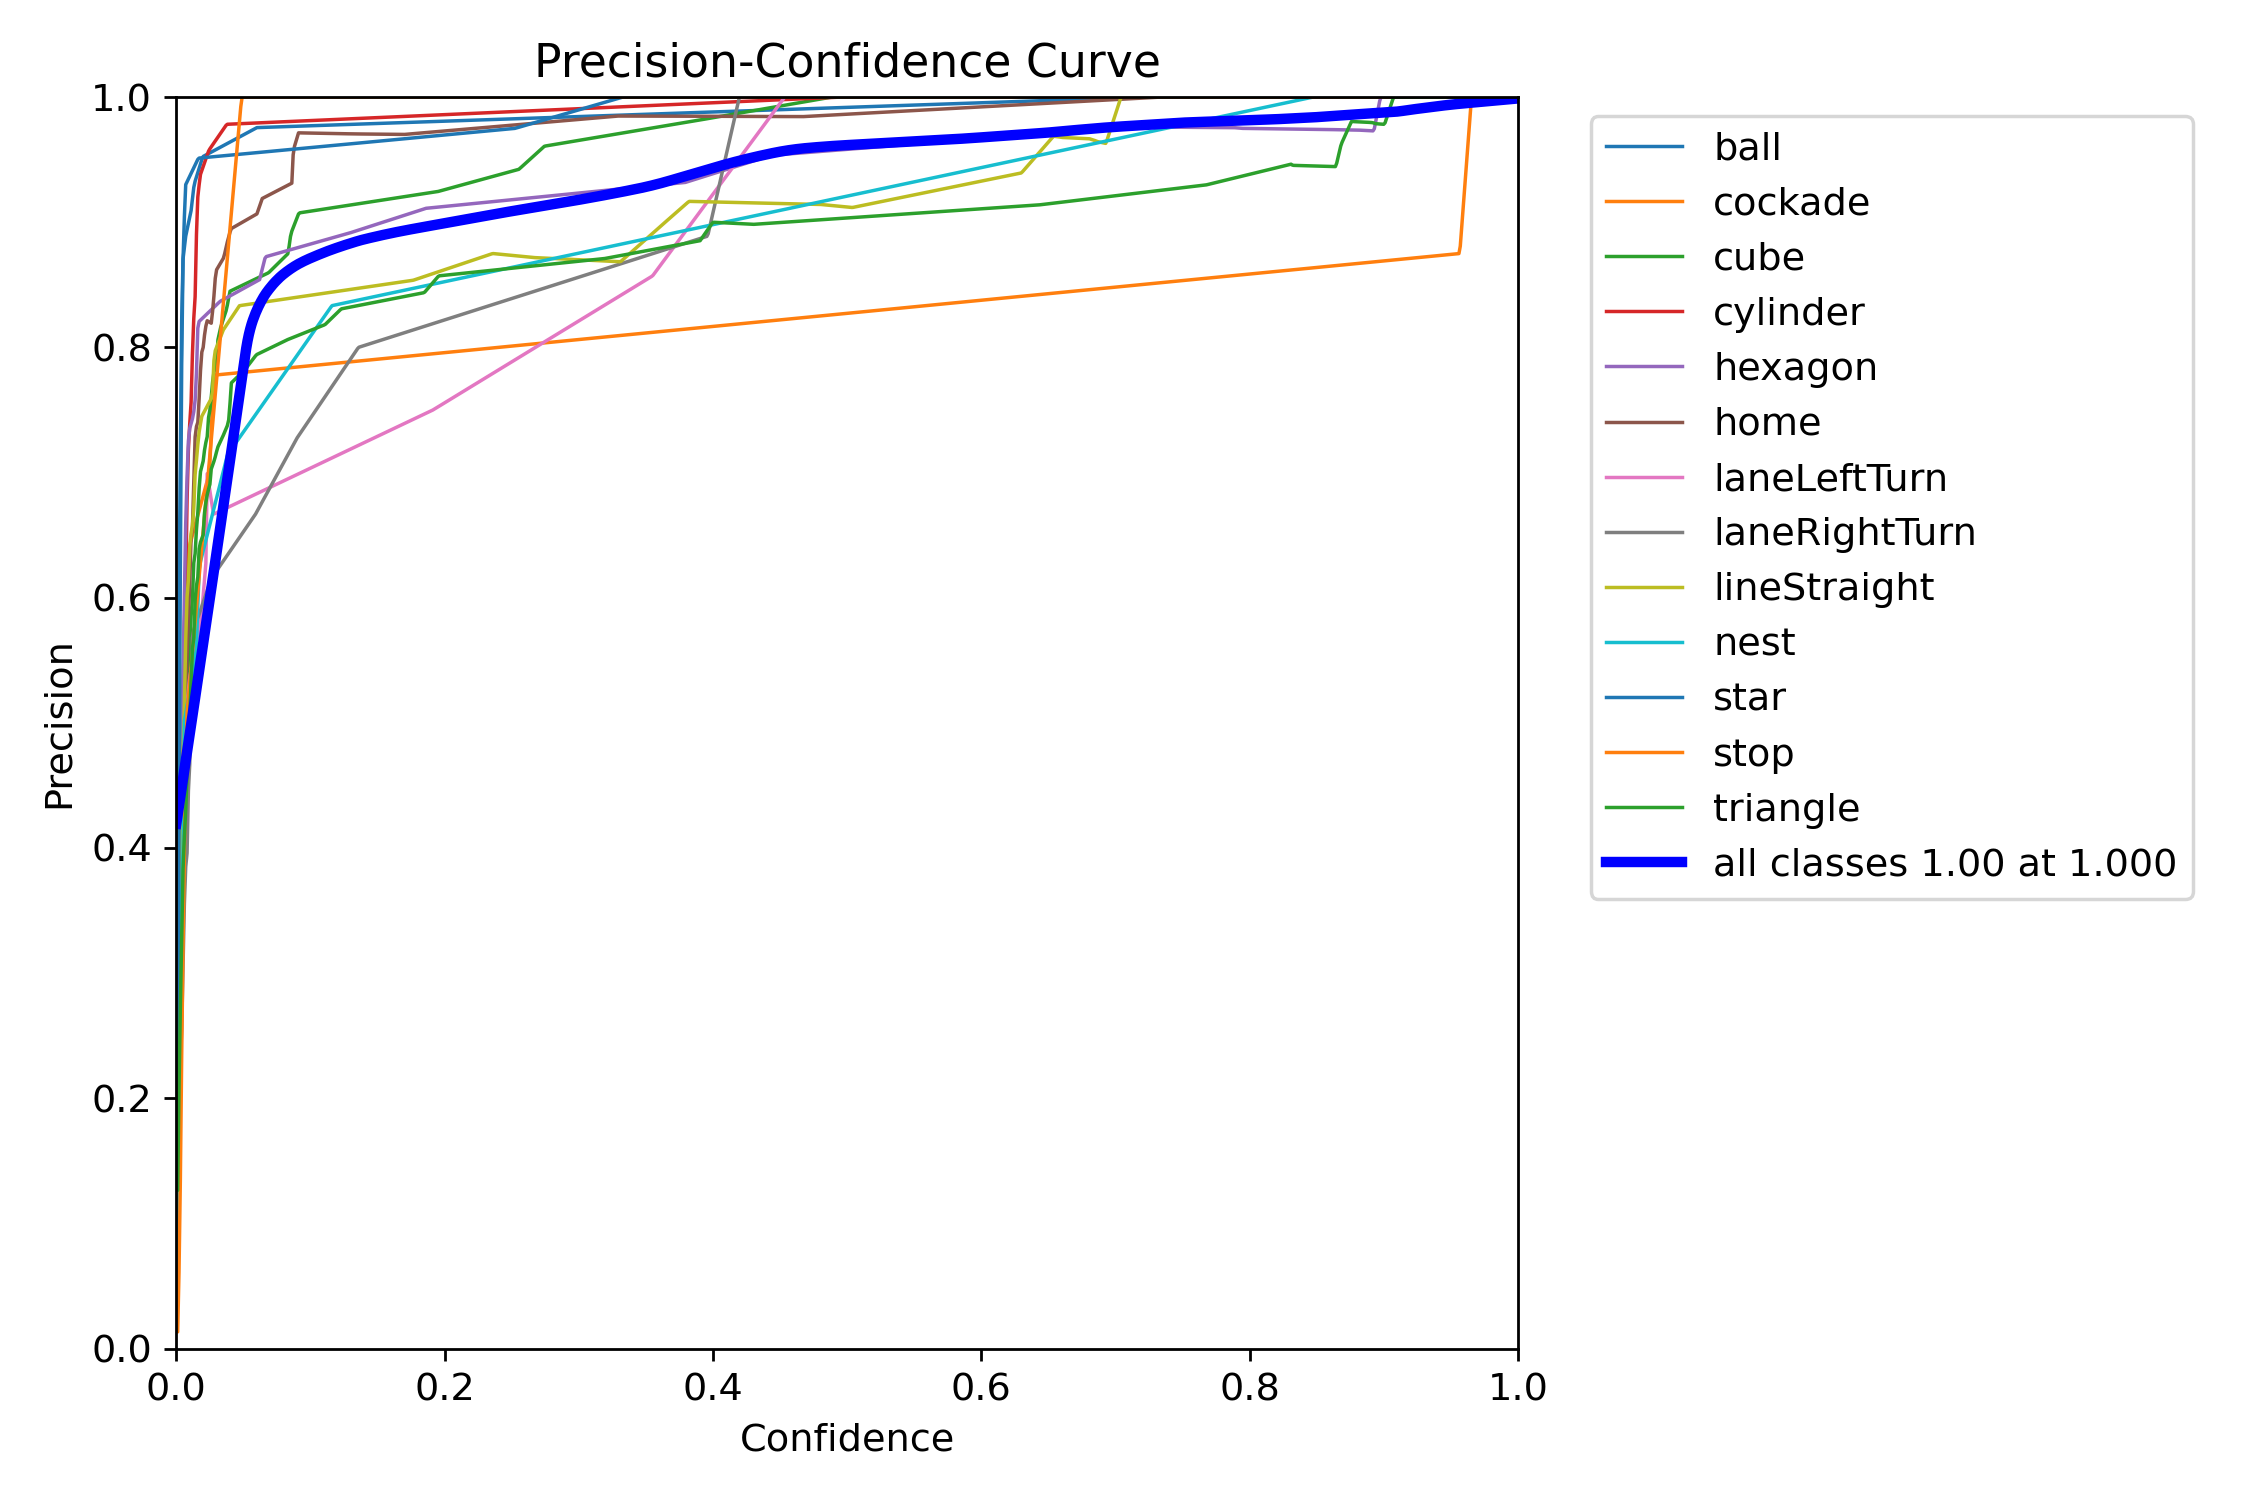 Precision-Confidence Curve
1.0
0.8
0.6
0.4
0.2
0.0
Precision
0.0 0.2 0.4 0.6 0.8 1.0
Confidence
ball
cockade
cube
cylinder
hexagon
home
laneLeftTurn
laneRightTurn
lineStraight
nest
star
stop
triangle
all classes 1.00 at 1.000